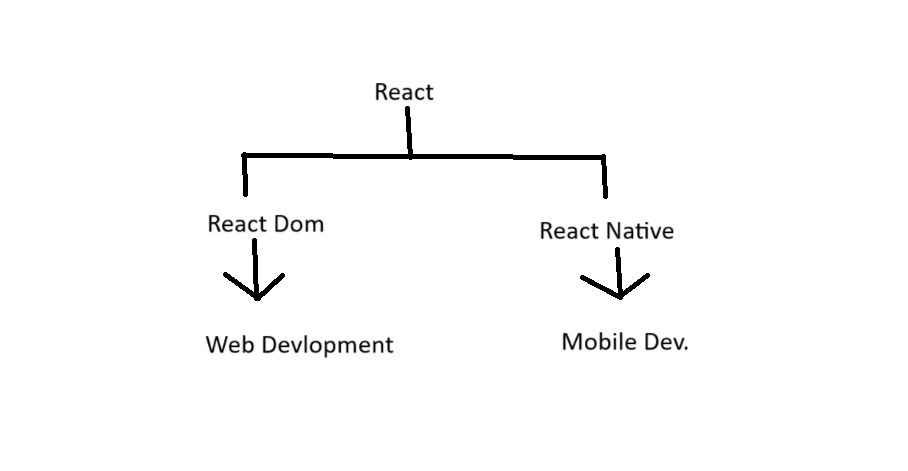 React
React Dom
React Native
Web Devlopment
Mobile Dev.